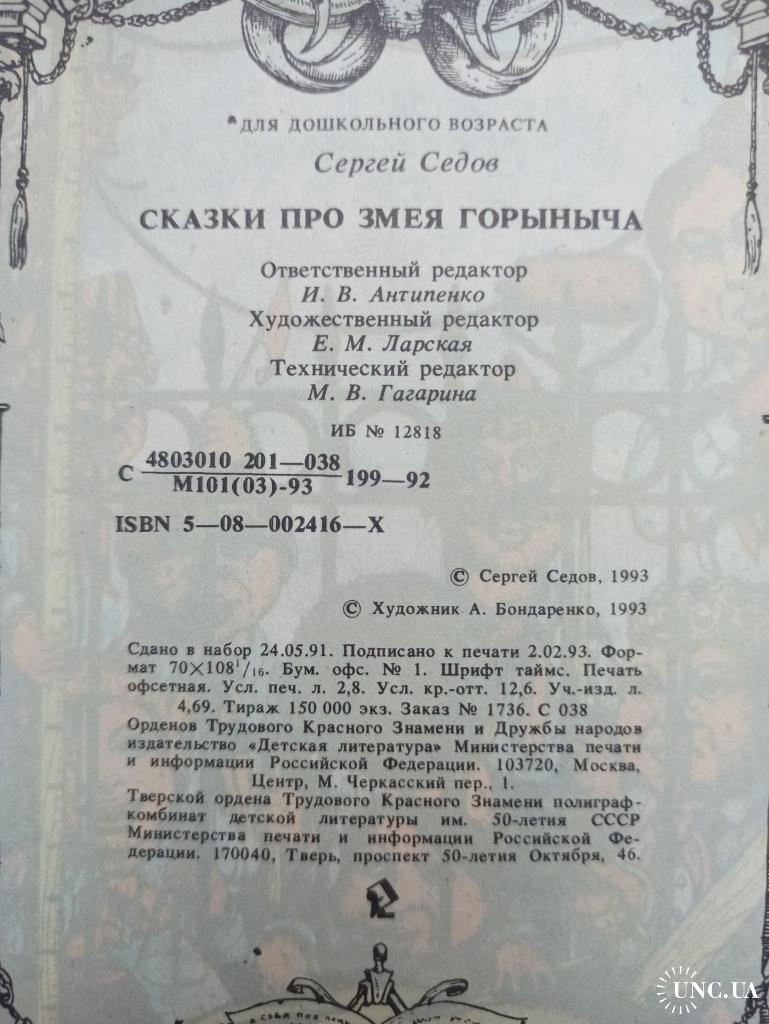 ДЛЯ ДОШКОЛЬНОГО ВОЗРАСТА
Сергей Седов
СКАЗКИ ПРО ЗМЕЯ ГОРЫНЫЧА
Ответственный редактор
И. В. Антипенко
Художественный редактор
Е. М. Ларская
Технический редактор
М. В. Гагарина
ИБ № 12818
С 4803010 201—038
М101(03)-93 199—92
ISBN 5—08—002416—X
© Сергей Седов, 1993
© Художник А. Бондаренко, 1993
Сдано в набор 24.05.91. Подписано к печати 2.02.93. Фор-
мат 70×108¹/₁₆. Бум. офс. № 1. Шрифт таймс. Печать
офсетная. Усл. печ. л. 2,8. Усл. кр.-отт. 12,6. Уч.-изд. л.
4,69. Тираж 150 000 экз. Заказ № 1736. С 038
Орденов Трудового Красного Знамени и Дружбы народов
издательство «Детская литература» Министерства печати
и информации Российской Федерации. 103720, Москва,
Центр, М. Черкасский пер., 1.
Тверской ордена Трудового Красного Знамени полиграф-
комбинат детской литературы им. 50-летия СССР
Министерства печати и информации Российской Фе-
дерации. 170040, Тверь, проспект 50-летия Октября, 46.
UNC.UA